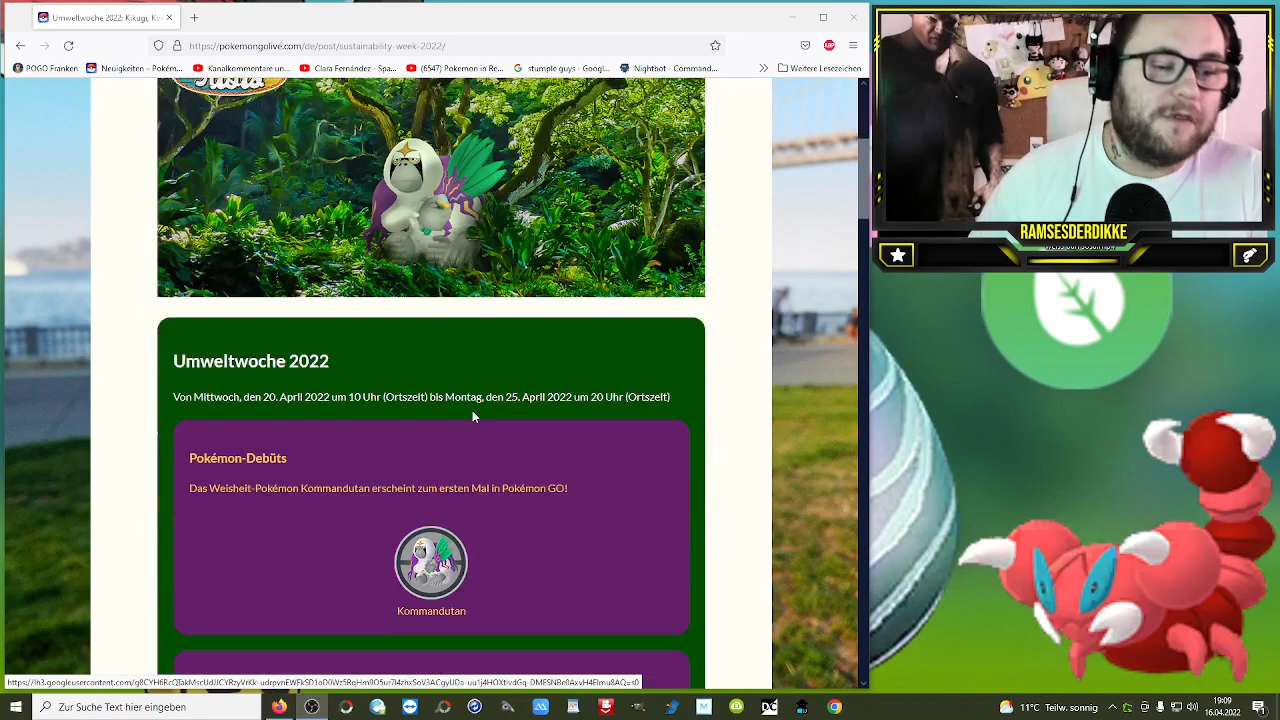 Umweltwoche 2022: Kikugi, Kom
https://pokemongolive.com/de/post/sustainability-week-2022/
POGO Franken
Neuigkeiten – Pokém...
Kanalkommentare un...
Clan Fernández - Spa...
(6547) Pokemon in Re...
stumple guys - Googl...
Nightbot - Command...
Weitere Lesezeichen
Umweltwoche 2022
Von Mittwoch, den 20. April 2022 um 10 Uhr (Ortszeit) bis Montag, den 25. April 2022 um 20 Uhr (Ortszeit)
Pokémon-Debüts
Das Weisheit-Pokémon Kommandutan erscheint zum ersten Mal in Pokémon GO!
Kommandutan
RAMSESDERDIKKE
Zur Suche Text hier eingeben
11°C Teilw. sonnig
19:09
16.04.2022